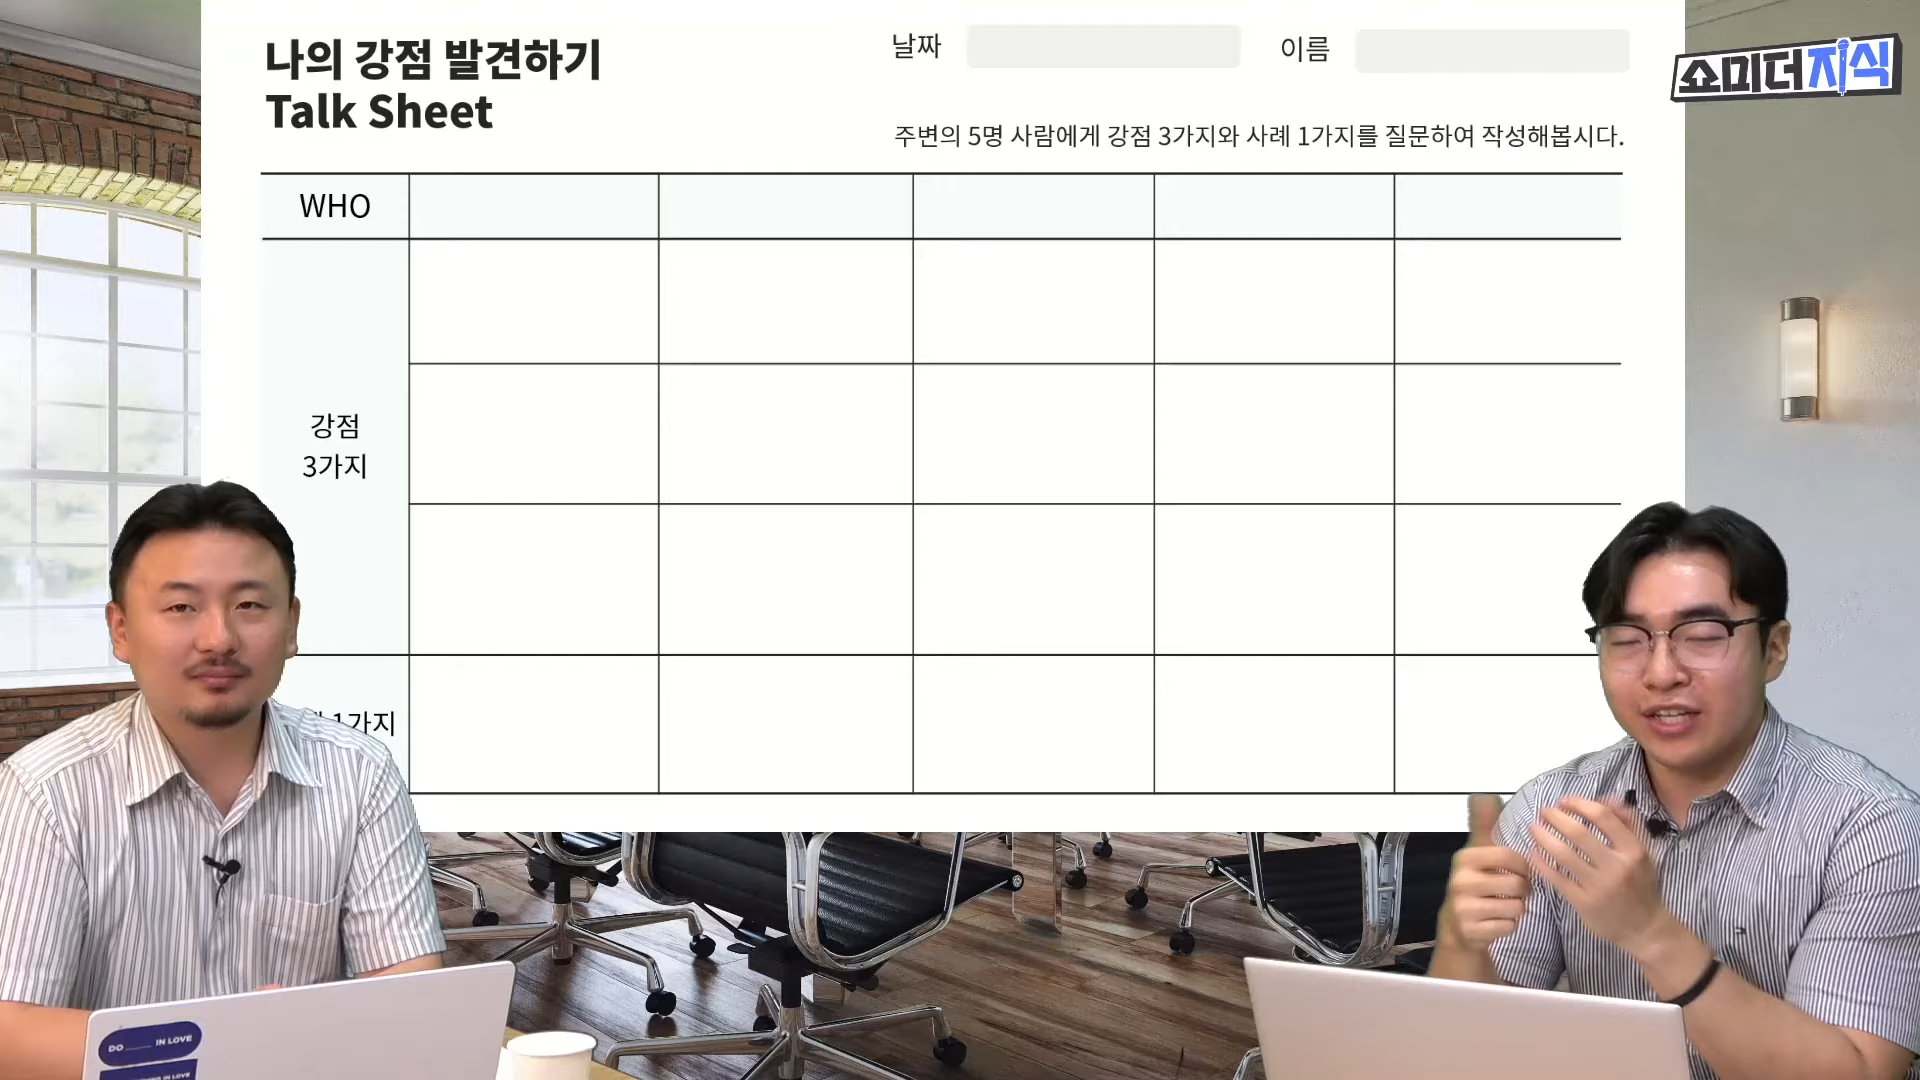 나의 강점 발견하기
Talk Sheet
날짜
이름
쇼미더지식
주변의 5명 사람에게 강점 3가지와 사례 1가지를 질문하여 작성해봅시다.
WHO
강점
3가지
1가지
DO ____ IN LOVE
IN LOVE